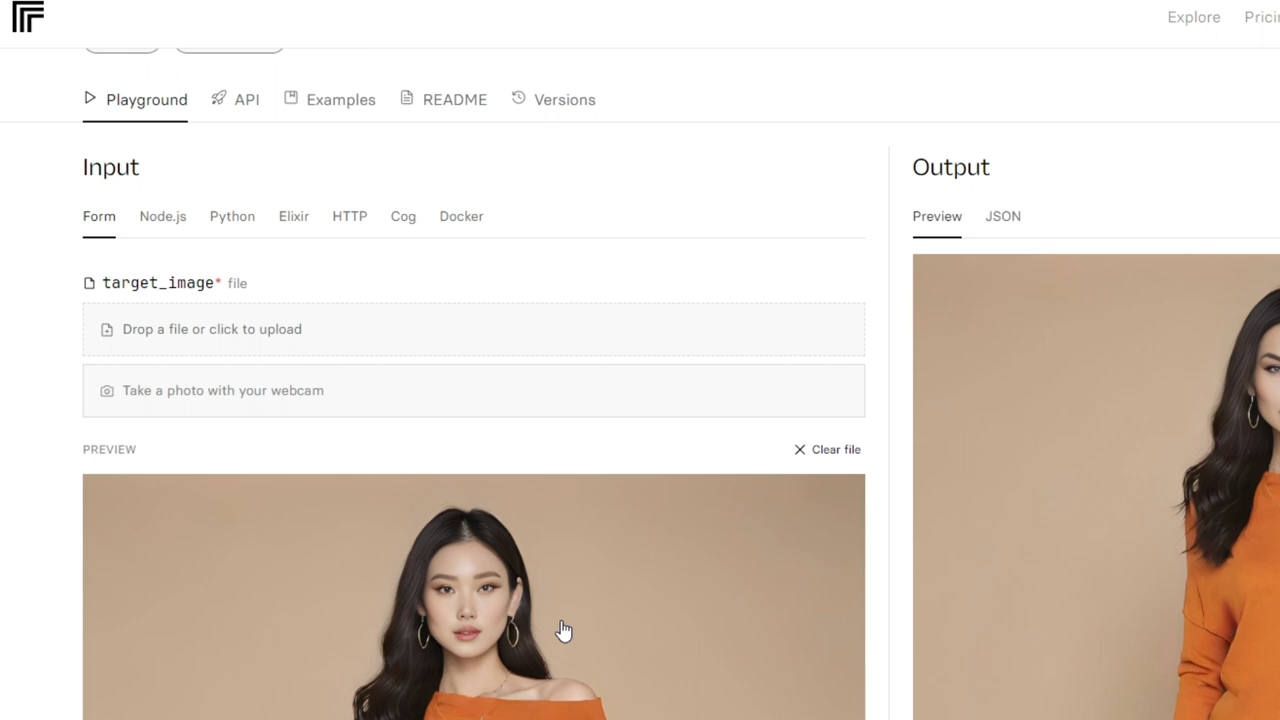 Explore
Playground API Examples README Versions
Input
Form Node.js Python Elixir HTTP Cog Docker
target_image* file
Drop a file or click to upload
Take a photo with your webcam
PREVIEW
Clear file
Output
Preview JSON